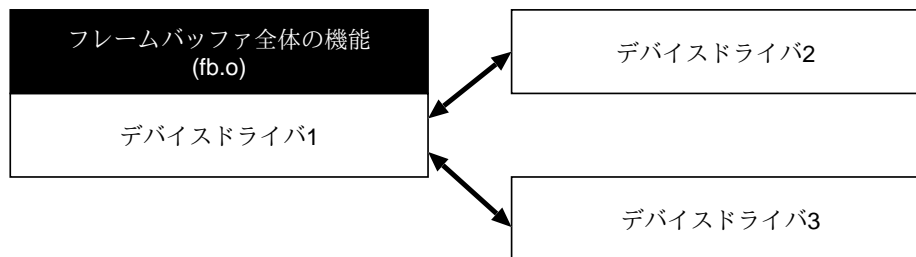 フレームバッファ全体の機能
(fb.o)
デバイスドライバ1
デバイスドライバ2
デバイスドライバ3